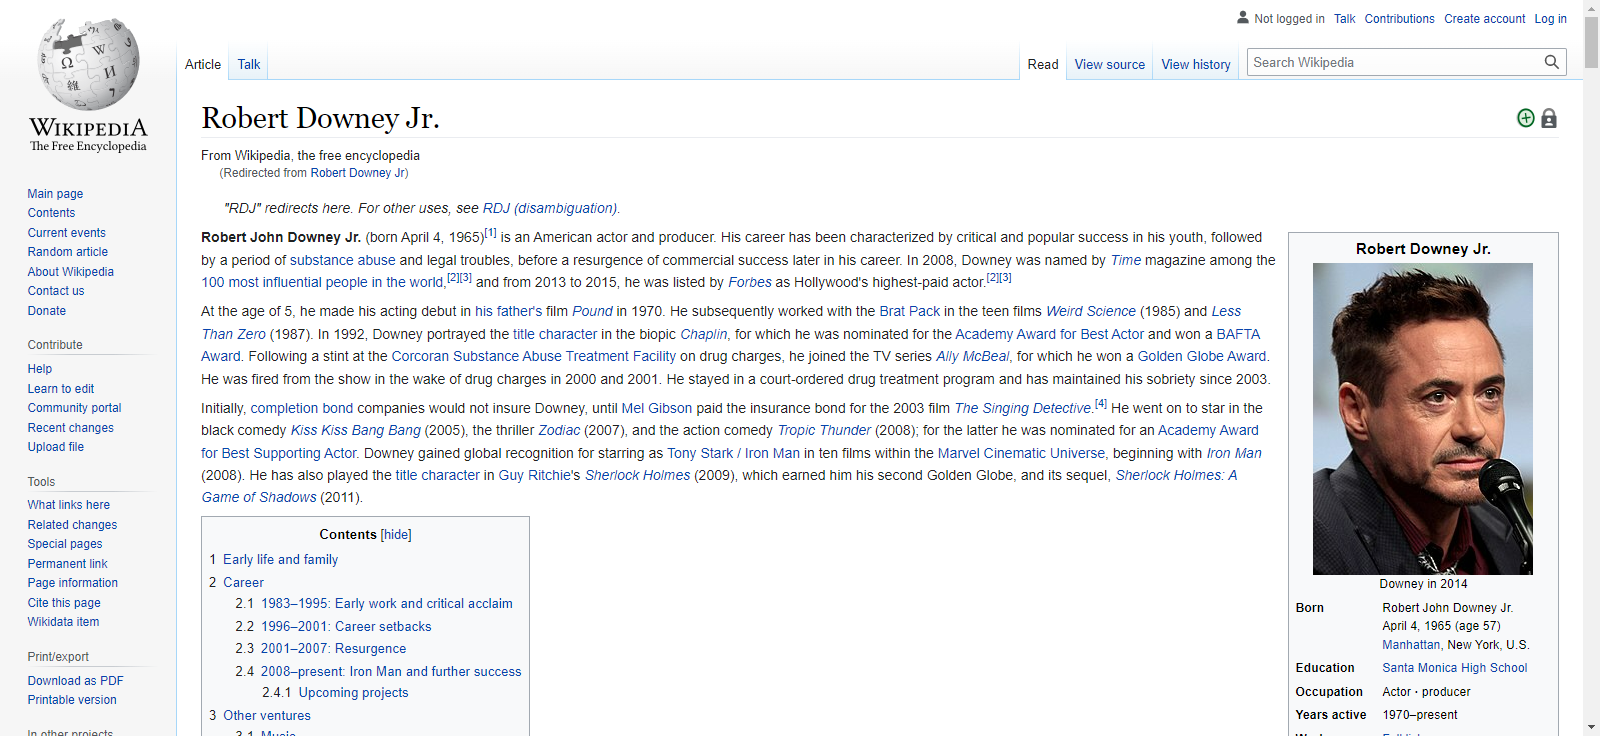 Not logged in Talk Contributions Create account Log in
Article Talk Read View source View history Search Wikipedia
WIKIPEDIA
The Free Encyclopedia
Main page
Contents
Current events
Random article
About Wikipedia
Contact us
Donate
Contribute
Help
Learn to edit
Community portal
Recent changes
Upload file
Tools
What links here
Related changes
Special pages
Permanent link
Page information
Cite this page
Wikidata item
Print/export
Download as PDF
Printable version
In other projects
Robert Downey Jr.
From Wikipedia, the free encyclopedia
(Redirected from Robert Downey Jr)
"RDJ" redirects here. For other uses, see RDJ (disambiguation).
Robert John Downey Jr. (born April 4, 1965)[1] is an American actor and producer. His career has been characterized by critical and popular success in his youth, followed
by a period of substance abuse and legal troubles, before a resurgence of commercial success later in his career. In 2008, Downey was named by Time magazine among the
100 most influential people in the world,[2][3] and from 2013 to 2015, he was listed by Forbes as Hollywood's highest-paid actor.[2][3]
At the age of 5, he made his acting debut in his father's film Pound in 1970. He subsequently worked with the Brat Pack in the teen films Weird Science (1985) and Less
Than Zero (1987). In 1992, Downey portrayed the title character in the biopic Chaplin, for which he was nominated for the Academy Award for Best Actor and won a BAFTA
Award. Following a stint at the Corcoran Substance Abuse Treatment Facility on drug charges, he joined the TV series Ally McBeal, for which he won a Golden Globe Award.
He was fired from the show in the wake of drug charges in 2000 and 2001. He stayed in a court-ordered drug treatment program and has maintained his sobriety since 2003.
Initially, completion bond companies would not insure Downey, until Mel Gibson paid the insurance bond for the 2003 film The Singing Detective.[4] He went on to star in the
black comedy Kiss Kiss Bang Bang (2005), the thriller Zodiac (2007), and the action comedy Tropic Thunder (2008); for the latter he was nominated for an Academy Award
for Best Supporting Actor. Downey gained global recognition for starring as Tony Stark / Iron Man in ten films within the Marvel Cinematic Universe, beginning with Iron Man
(2008). He has also played the title character in Guy Ritchie's Sherlock Holmes (2009), which earned him his second Golden Globe, and its sequel, Sherlock Holmes: A
Game of Shadows (2011).
Contents [hide]
1 Early life and family
2 Career
2.1 1983–1995: Early work and critical acclaim
2.2 1996–2001: Career setbacks
2.3 2001–2007: Resurgence
2.4 2008–present: Iron Man and further success
2.4.1 Upcoming projects
3 Other ventures
3.1 Music
Robert Downey Jr.
Downey in 2014
Born Robert John Downey Jr.
April 4, 1965 (age 57)
Manhattan, New York, U.S.
Education Santa Monica High School
Occupation Actor · producer
Years active 1970–present